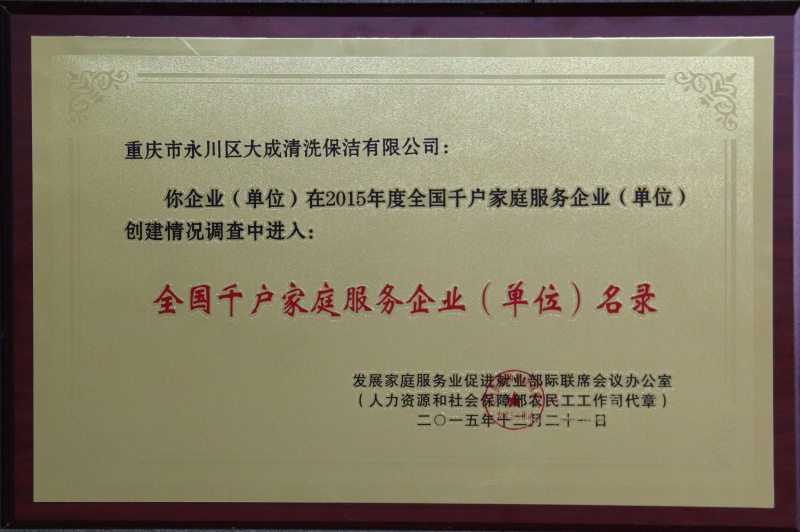 重庆市永川区大成清洗保洁有限公司：
你企业（单位）在2015年度全国千户家庭服务企业（单位）
创建情况调查中进入：
全国千户家庭服务企业（单位）名录
发展家庭服务业促进就业部际联席会议办公室
（人力资源和社会保障部农民工工作司代章）
二〇一五年十二月二十一日